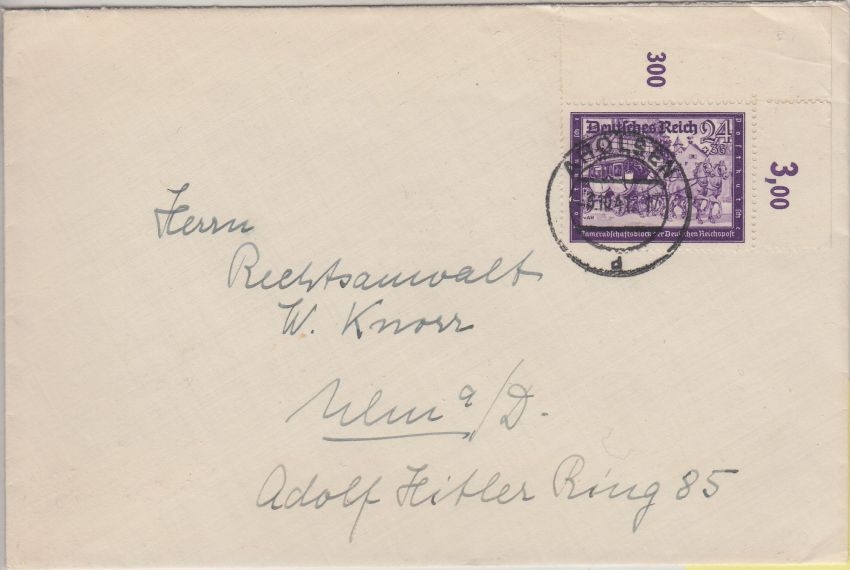 300
Deutsches Reich 24
+36
3,00
AHOLSEN
d
Kameradschaftsblock der Deutschen Reichspost
Herrn
Rechtsanwalt
W. Knorr
Ulm a/D.
Adolf Hitler Ring 85